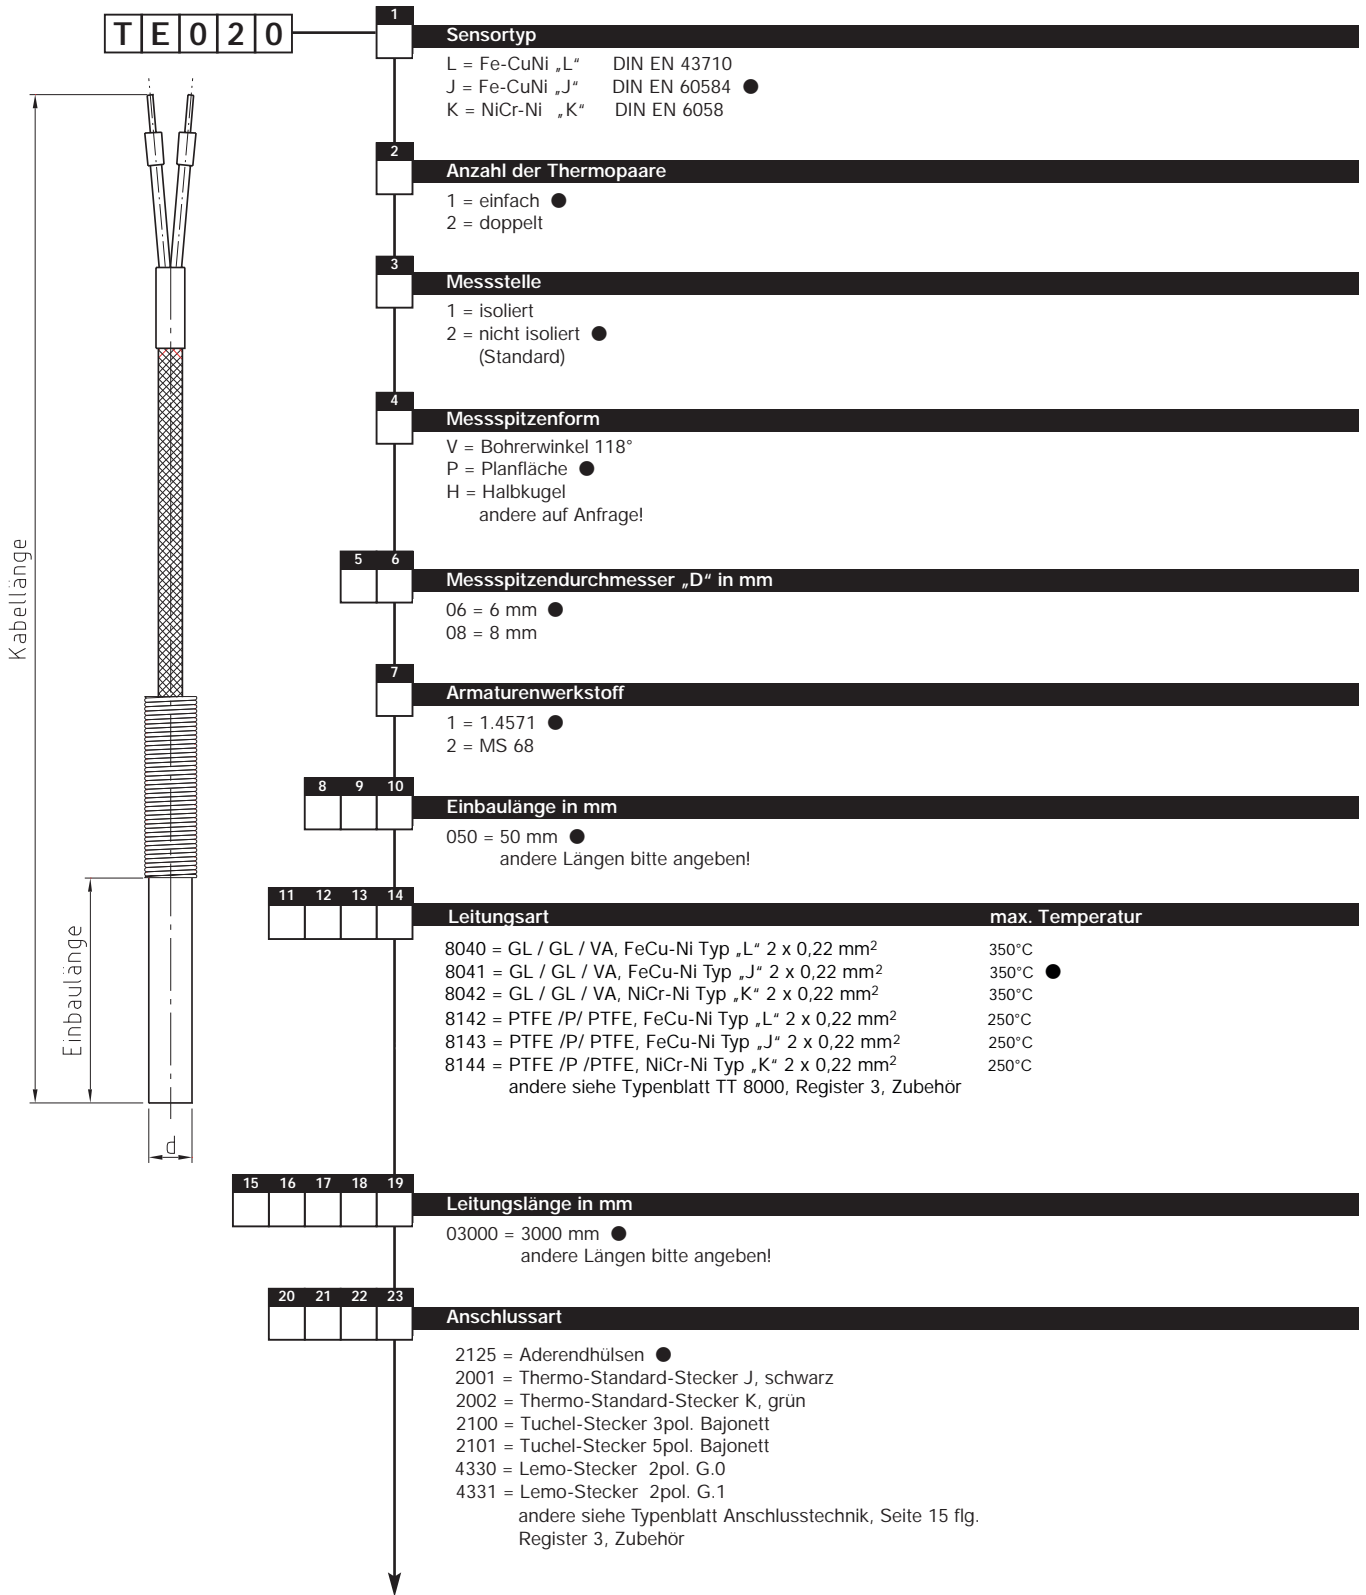 TE020
1
Sensortyp
L = Fe-CuNi „L“ DIN EN 43710
J = Fe-CuNi „J“ DIN EN 60584 ●
K = NiCr-Ni „K“ DIN EN 6058
2
Anzahl der Thermopaare
1 = einfach ●
2 = doppelt
3
Messstelle
1 = isoliert
2 = nicht isoliert ●
(Standard)
4
Messspitzenform
V = Bohrerwinkel 118°
P = Planfläche ●
H = Halbkugel
andere auf Anfrage!
5 6
Messspitzendurchmesser „D“ in mm
06 = 6 mm ●
08 = 8 mm
7
Armaturenwerkstoff
1 = 1.4571 ●
2 = MS 68
8 9 10
Einbaulänge in mm
050 = 50 mm ●
andere Längen bitte angeben!
11 12 13 14
Leitungsart max. Temperatur
8040 = GL / GL / VA, FeCu-Ni Typ „L“ 2 x 0,22 mm² 350°C
8041 = GL / GL / VA, FeCu-Ni Typ „J“ 2 x 0,22 mm² 350°C ●
8042 = GL / GL / VA, NiCr-Ni Typ „K“ 2 x 0,22 mm² 350°C
8142 = PTFE /P/ PTFE, FeCu-Ni Typ „L“ 2 x 0,22 mm² 250°C
8143 = PTFE /P/ PTFE, FeCu-Ni Typ „J“ 2 x 0,22 mm² 250°C
8144 = PTFE /P /PTFE, NiCr-Ni Typ „K“ 2 x 0,22 mm² 250°C
andere siehe Typenblatt TT 8000, Register 3, Zubehör
15 16 17 18 19
Leitungslänge in mm
03000 = 3000 mm ●
andere Längen bitte angeben!
20 21 22 23
Anschlussart
2125 = Aderendhülsen ●
2001 = Thermo-Standard-Stecker J, schwarz
2002 = Thermo-Standard-Stecker K, grün
2100 = Tuchel-Stecker 3pol. Bajonett
2101 = Tuchel-Stecker 5pol. Bajonett
4330 = Lemo-Stecker 2pol. G.0
4331 = Lemo-Stecker 2pol. G.1
andere siehe Typenblatt Anschlusstechnik, Seite 15 flg.
Register 3, Zubehör
Kabellänge
Einbaulänge
d